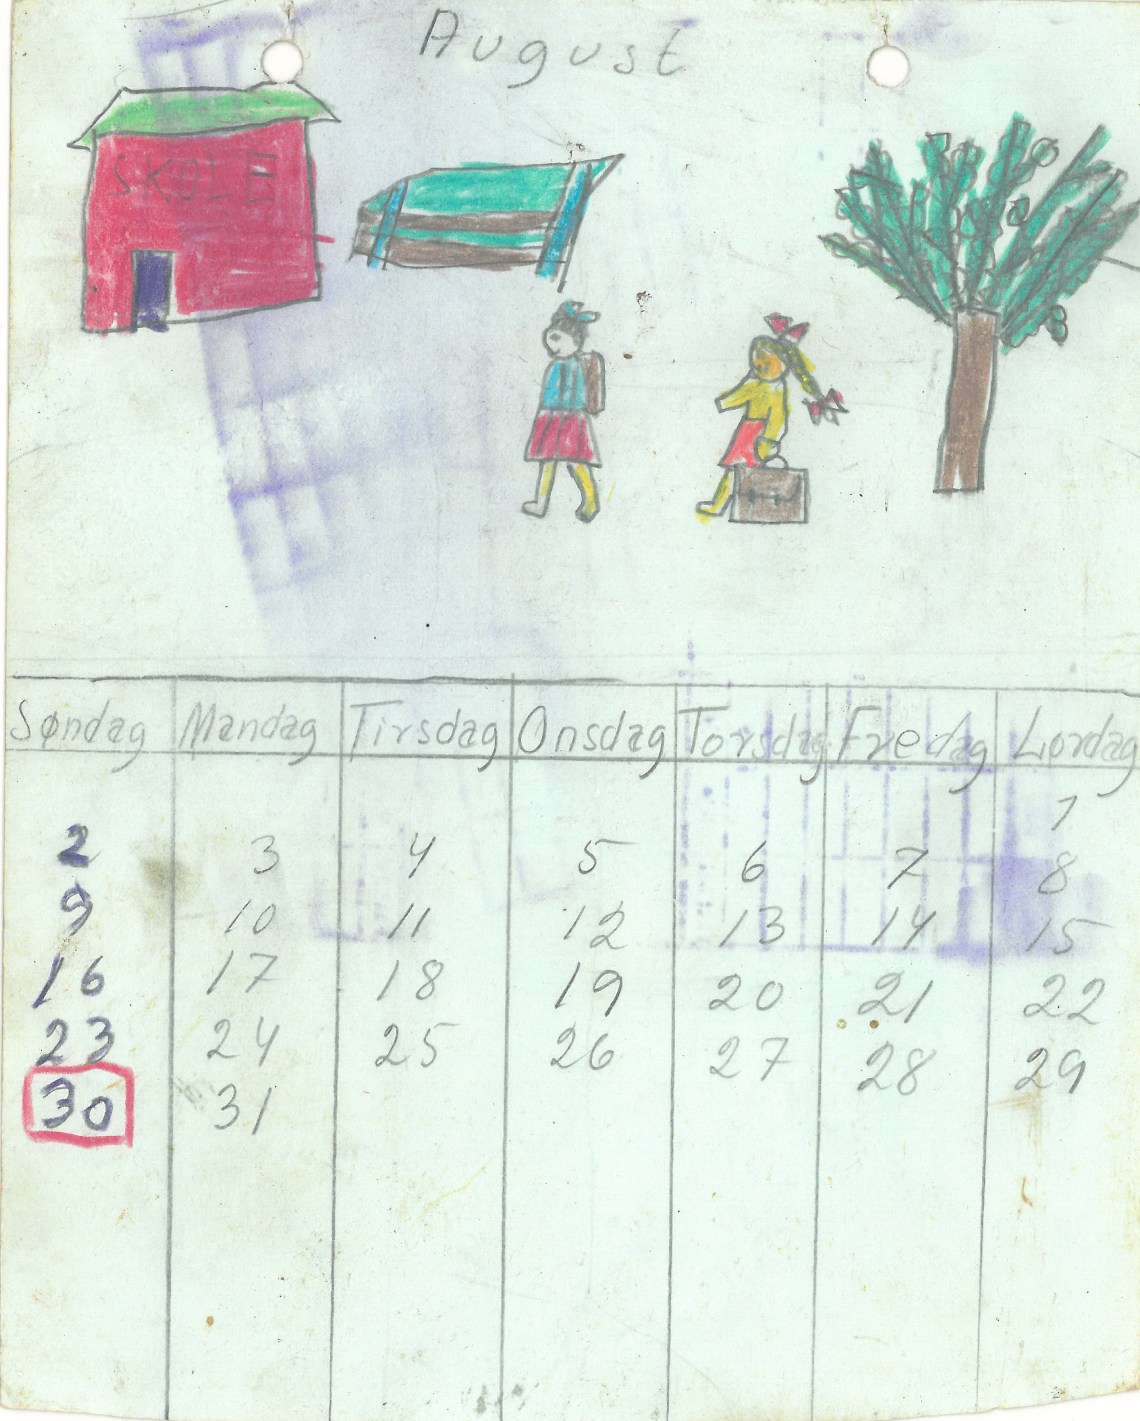 August
SKOLE
Søndag Mandag Tirsdag Onsdag Torsdag Fredag Lørdag
1
2 3 4 5 6 7 8
9 10 11 12 13 14 15
16 17 18 19 20 21 22
23 24 25 26 27 28 29
30 31